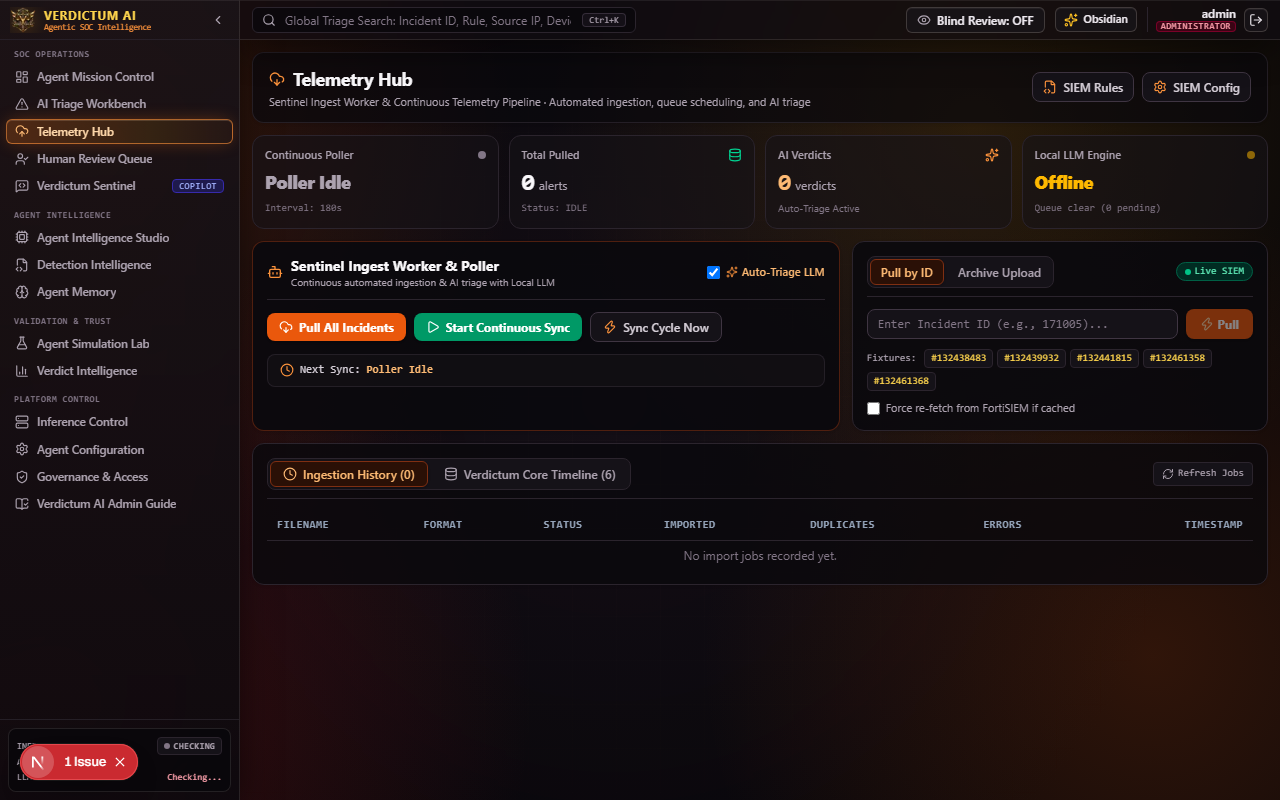 VERDICTUM AI
Agentic SOC Intelligence
Global Triage Search: Incident ID, Rule, Source IP, Devi
Ctrl+K
Blind Review: OFF
Obsidian
admin
ADMINISTRATOR
SOC OPERATIONS
Agent Mission Control
AI Triage Workbench
Telemetry Hub
Human Review Queue
Verdictum Sentinel
COPILOT
AGENT INTELLIGENCE
Agent Intelligence Studio
Detection Intelligence
Agent Memory
VALIDATION & TRUST
Agent Simulation Lab
Verdict Intelligence
PLATFORM CONTROL
Inference Control
Agent Configuration
Governance & Access
Verdictum AI Admin Guide
CHECKING
N
1 Issue
Checking...
Telemetry Hub
Sentinel Ingest Worker & Continuous Telemetry Pipeline · Automated ingestion, queue scheduling, and AI triage
SIEM Rules
SIEM Config
Continuous Poller
Poller Idle
Interval: 180s
Total Pulled
0 alerts
Status: IDLE
AI Verdicts
0 verdicts
Auto-Triage Active
Local LLM Engine
Offline
Queue clear (0 pending)
Sentinel Ingest Worker & Poller
Continuous automated ingestion & AI triage with Local LLM
Auto-Triage LLM
Pull All Incidents
Start Continuous Sync
Sync Cycle Now
Next Sync: Poller Idle
Pull by ID
Archive Upload
Live SIEM
Enter Incident ID (e.g., 171005)...
Pull
Fixtures: #132438483 #132439932 #132441815 #132461358
#132461368
Force re-fetch from FortiSIEM if cached
Ingestion History (0)
Verdictum Core Timeline (6)
Refresh Jobs
FILENAME FORMAT STATUS IMPORTED DUPLICATES ERRORS TIMESTAMP
No import jobs recorded yet.